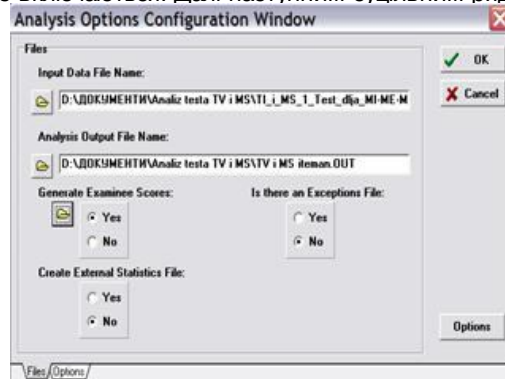 Analysis Options Configuration Window
Files
Input Data File Name:
D:\ДОКУМЕНТИ\Analiz testa TV i MS\TI_i_MS_1_Test_dlja_MI-ME-M
Analysis Output File Name:
D:\ДОКУМЕНТИ\Analiz testa TV i MS\TV i MS iteman.OUT
Generate Examinee Scores:
Yes
No
Is there an Exceptions File:
Yes
No
Create External Statistics File:
Yes
No
OK
Cancel
Options
Files
Options